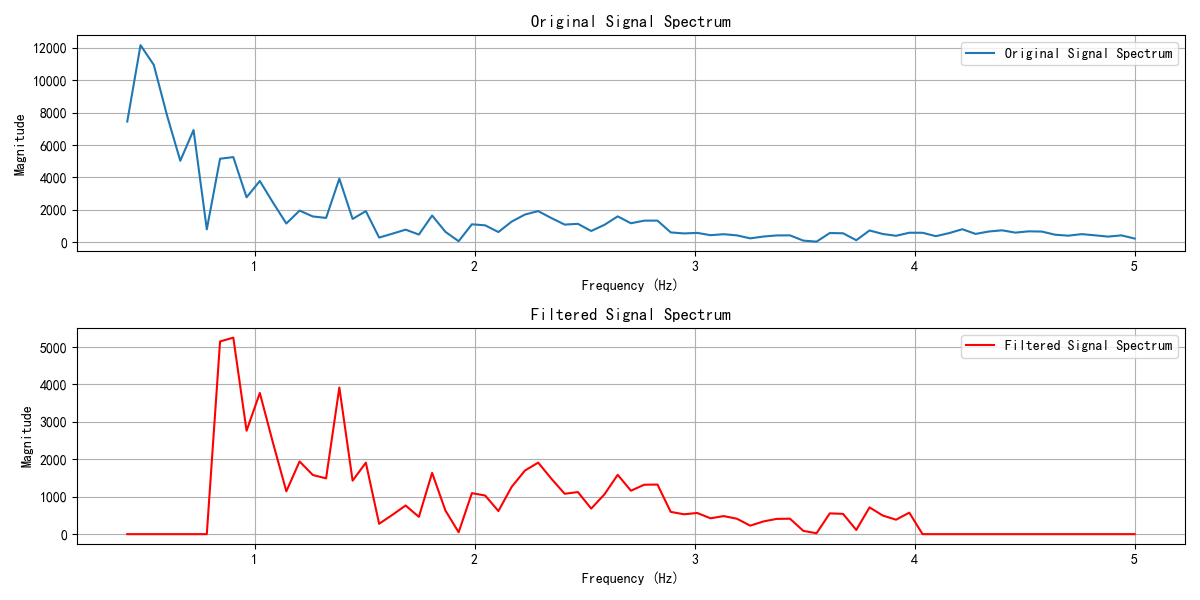 Original Signal Spectrum
Original Signal Spectrum
Magnitude
12000
10000
8000
6000
4000
2000
0
1 2 3 4 5
Frequency (Hz)
Filtered Signal Spectrum
Filtered Signal Spectrum
Magnitude
5000
4000
3000
2000
1000
0
1 2 3 4 5
Frequency (Hz)